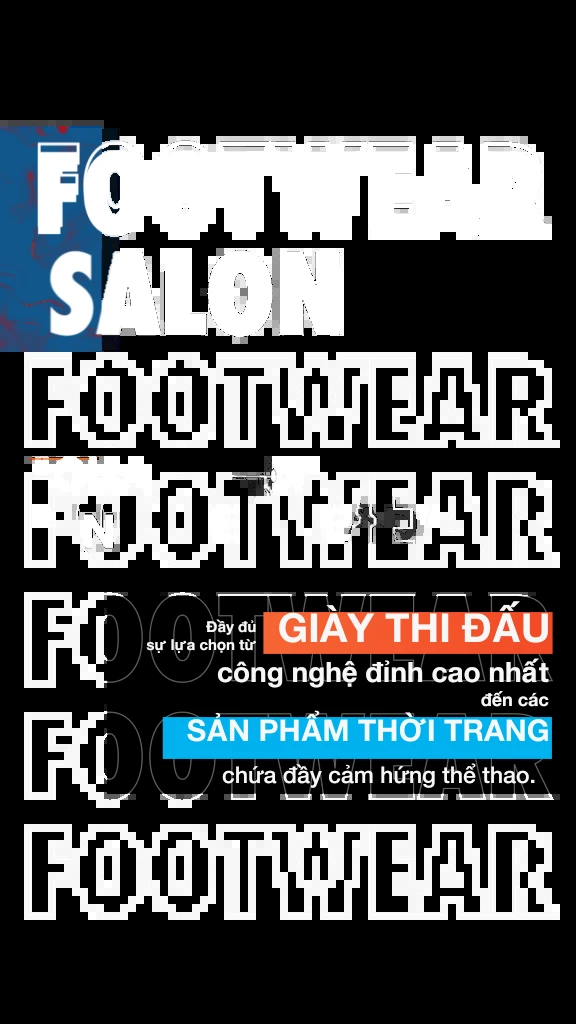 FOOTWEAR
SALON
FOOTWEAR
FOOTWEAR
FOOTWEAR
Đầy đủ
sự lựa chọn từ
GIÀY THI ĐẤU
công nghệ đỉnh cao nhất
đến các
FOOTWEAR
SẢN PHẨM THỜI TRANG
chứa đầy cảm hứng thể thao.
FOOTWEAR